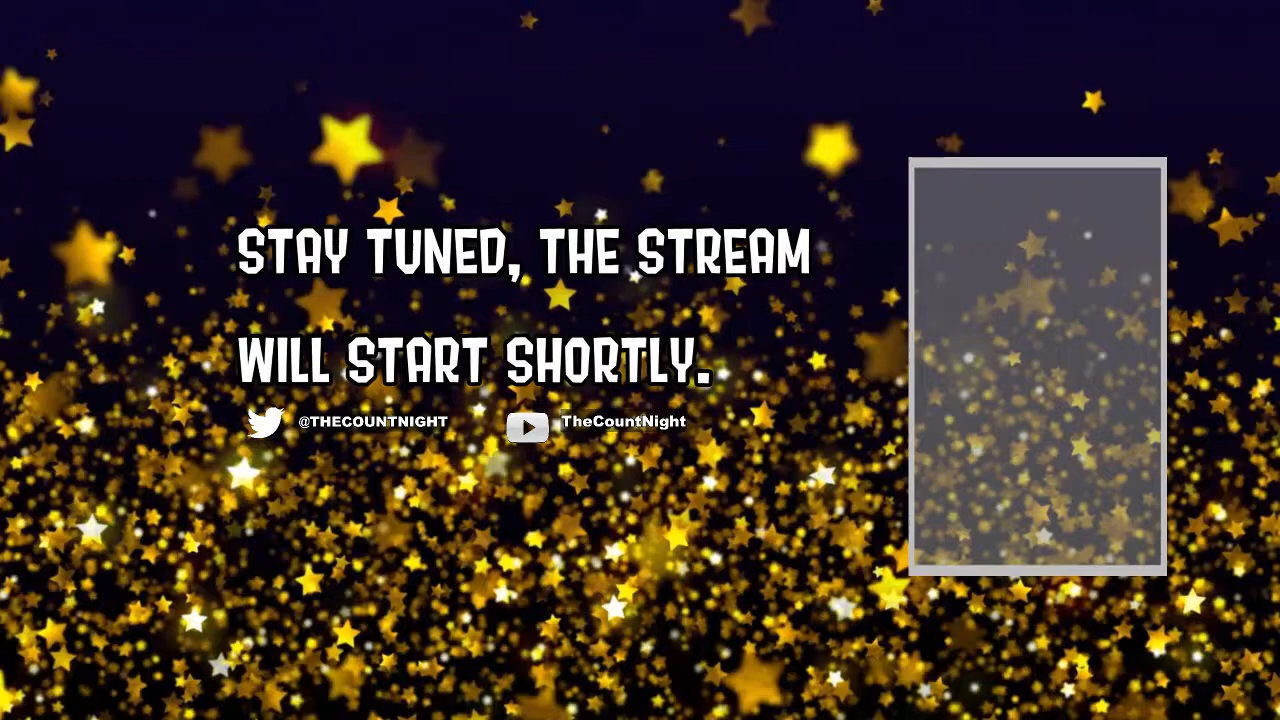 STAY TUNED, THE STREAM
WILL START SHORTLY.
@THECOUNTNIGHT TheCountNight